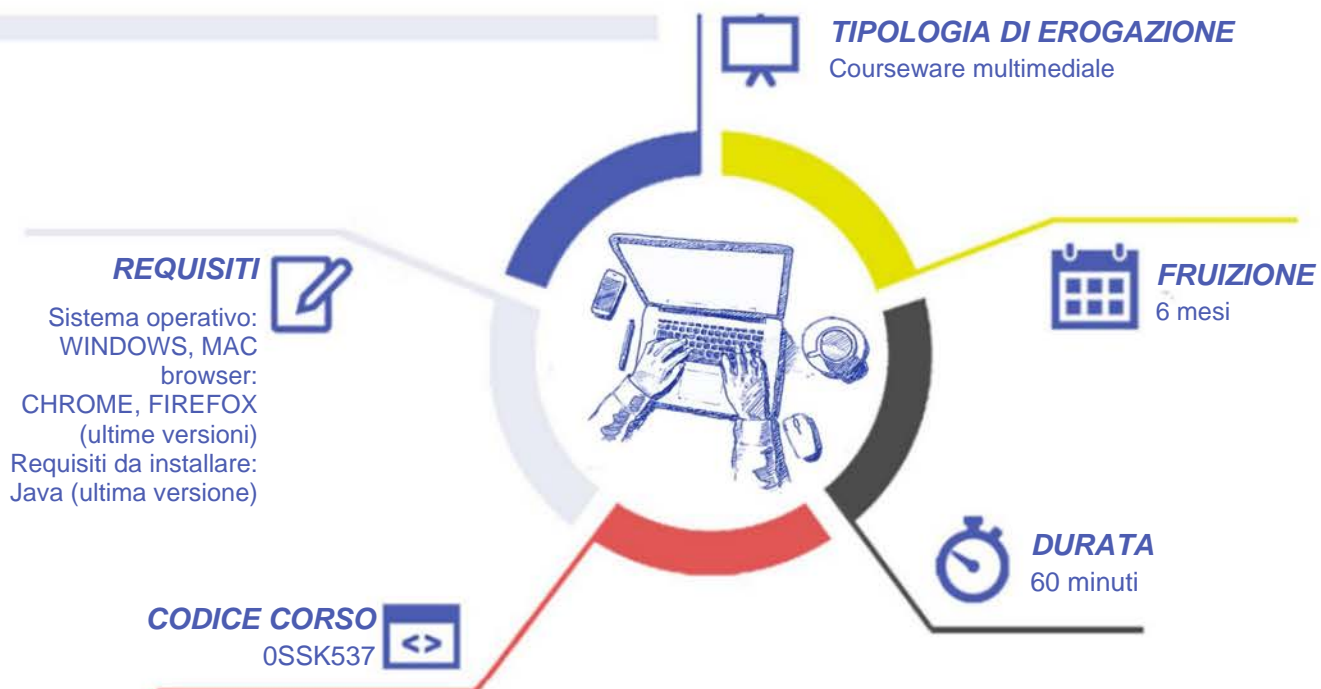 TIPOLOGIA DI EROGAZIONE
Courseware multimediale
REQUISITI
Sistema operativo:
WINDOWS, MAC
browser:
CHROME, FIREFOX
(ultime versioni)
Requisiti da installare:
Java (ultima versione)
FRUIZIONE
6 mesi
DURATA
60 minuti
CODICE CORSO
0SSK537